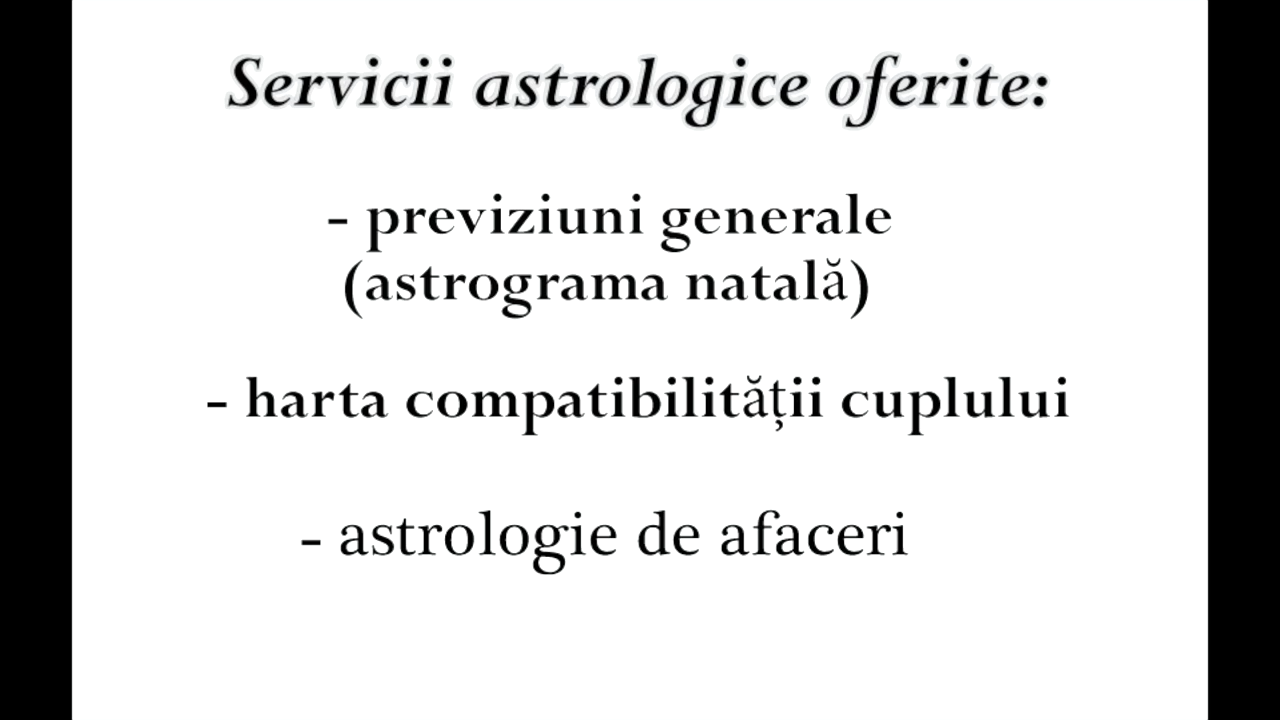 Servicii astrologice oferite:
- previziuni generale
(astrograma natală)
- harta compatibilității cuplului
- astrologie de afaceri